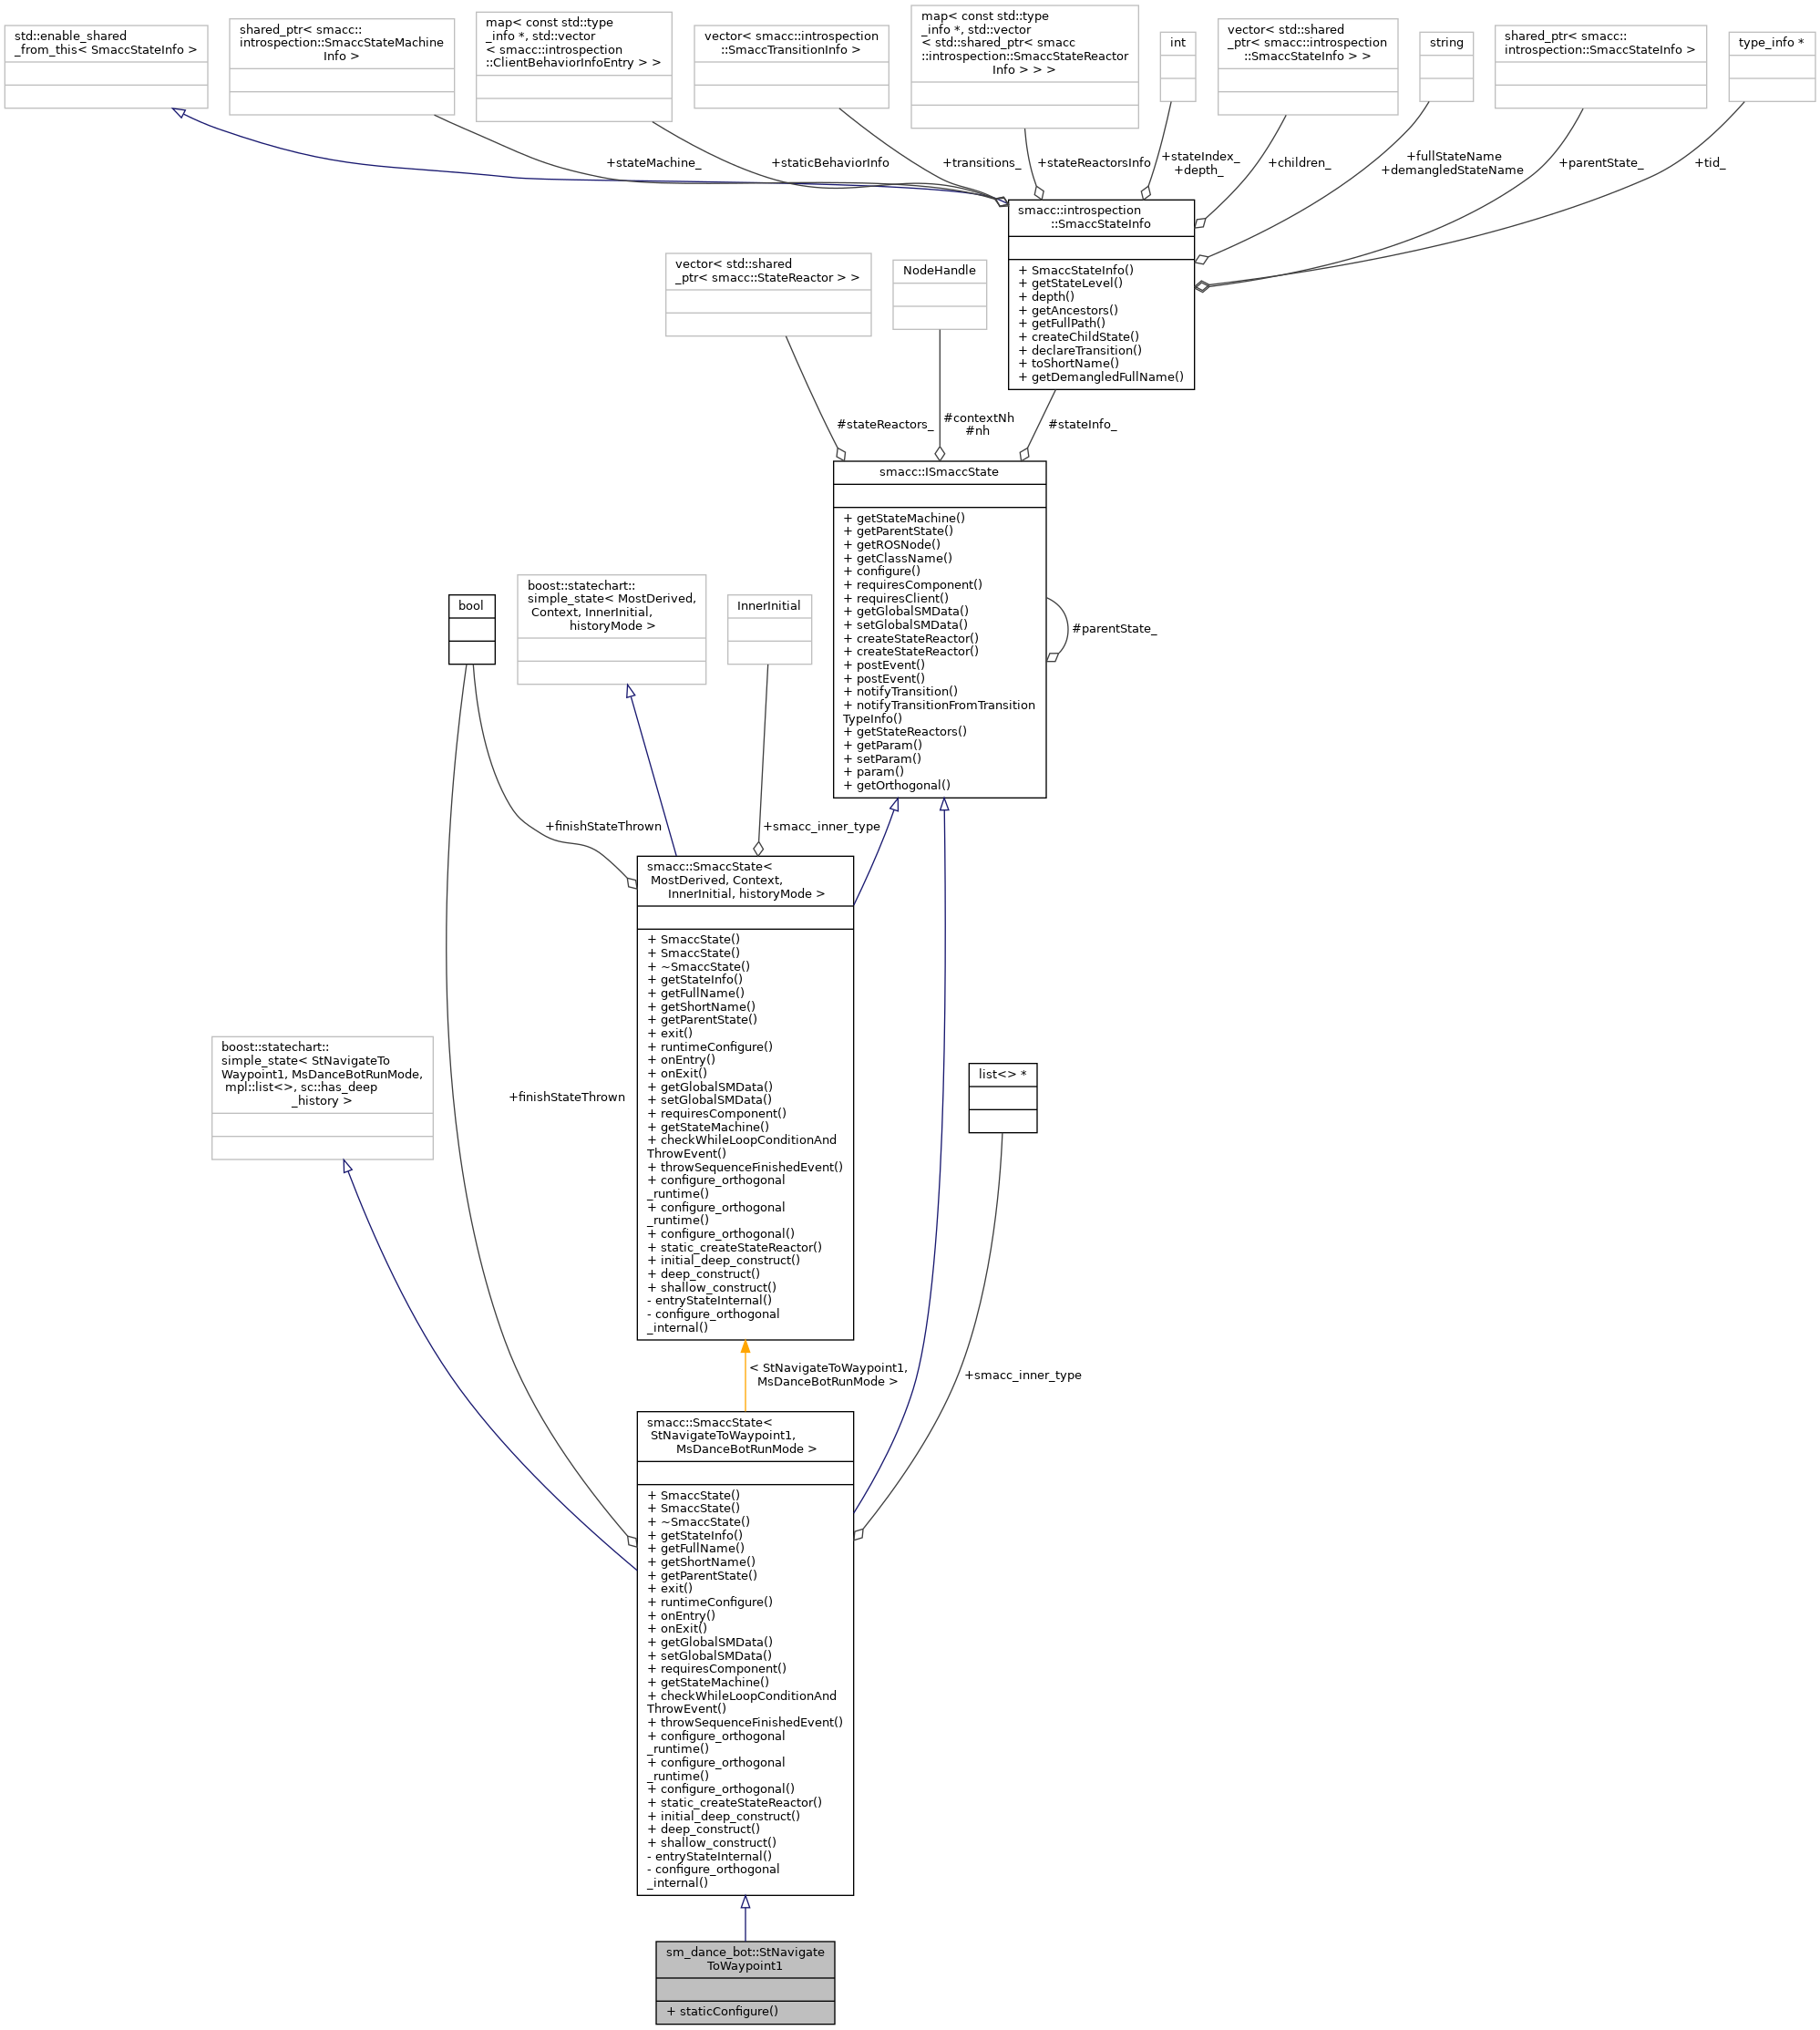 std::enable_shared
_from_this< SmaccStateInfo >
shared_ptr< smacc::
introspection::SmaccStateMachine
Info >
map< const std::type
_info *, std::vector
< smacc::introspection
::ClientBehaviorInfoEntry > >
vector< smacc::introspection
::SmaccTransitionInfo >
map< const std::type
_info *, std::vector
< std::shared_ptr< smacc
::introspection::SmaccStateReactor
Info > > >
int
vector< std::shared
_ptr< smacc::introspection
::SmaccStateInfo > >
string
shared_ptr< smacc::
introspection::SmaccStateInfo >
type_info *
+stateMachine_
+staticBehaviorInfo
+transitions_
+stateReactorsInfo
+stateIndex_
+depth_
+children_
+fullStateName
+demangledStateName
+parentState_
+tid_
smacc::introspection
::SmaccStateInfo
+ SmaccStateInfo()
+ getStateLevel()
+ depth()
+ getAncestors()
+ getFullPath()
+ createChildState()
+ declareTransition()
+ toShortName()
+ getDemangledFullName()
vector< std::shared
_ptr< smacc::StateReactor > >
NodeHandle
#stateReactors_
#contextNh
#nh
#stateInfo_
smacc::ISmaccState
+ getStateMachine()
+ getParentState()
+ getROSNode()
+ getClassName()
+ configure()
+ requiresComponent()
+ requiresClient()
+ getGlobalSMData()
+ setGlobalSMData()
+ createStateReactor()
+ createStateReactor()
+ postEvent()
+ postEvent()
+ notifyTransition()
+ notifyTransitionFromTransition
TypeInfo()
+ getStateReactors()
+ getParam()
+ setParam()
+ param()
+ getOrthogonal()
#parentState_
bool
boost::statechart::
simple_state< MostDerived,
Context, InnerInitial,
historyMode >
InnerInitial
+finishStateThrown
+smacc_inner_type
smacc::SmaccState<
MostDerived, Context,
InnerInitial, historyMode >
+ SmaccState()
+ SmaccState()
+ ~SmaccState()
+ getStateInfo()
+ getFullName()
+ getShortName()
+ getParentState()
+ exit()
+ runtimeConfigure()
+ onEntry()
+ onExit()
+ getGlobalSMData()
+ setGlobalSMData()
+ requiresComponent()
+ getStateMachine()
+ checkWhileLoopConditionAnd
ThrowEvent()
+ throwSequenceFinishedEvent()
+ configure_orthogonal
_runtime()
+ configure_orthogonal
_runtime()
+ configure_orthogonal()
+ static_createStateReactor()
+ initial_deep_construct()
+ deep_construct()
+ shallow_construct()
- entryStateInternal()
- configure_orthogonal
_internal()
boost::statechart::
simple_state< StNavigateTo
Waypoint1, MsDanceBotRunMode,
mpl::list<>, sc::has_deep
_history >
+finishStateThrown
list<> *
< StNavigateToWaypoint1,
MsDanceBotRunMode >
+smacc_inner_type
smacc::SmaccState<
StNavigateToWaypoint1,
MsDanceBotRunMode >
+ SmaccState()
+ SmaccState()
+ ~SmaccState()
+ getStateInfo()
+ getFullName()
+ getShortName()
+ getParentState()
+ exit()
+ runtimeConfigure()
+ onEntry()
+ onExit()
+ getGlobalSMData()
+ setGlobalSMData()
+ requiresComponent()
+ getStateMachine()
+ checkWhileLoopConditionAnd
ThrowEvent()
+ throwSequenceFinishedEvent()
+ configure_orthogonal
_runtime()
+ configure_orthogonal
_runtime()
+ configure_orthogonal()
+ static_createStateReactor()
+ initial_deep_construct()
+ deep_construct()
+ shallow_construct()
- entryStateInternal()
- configure_orthogonal
_internal()
sm_dance_bot::StNavigate
ToWaypoint1
+ staticConfigure()